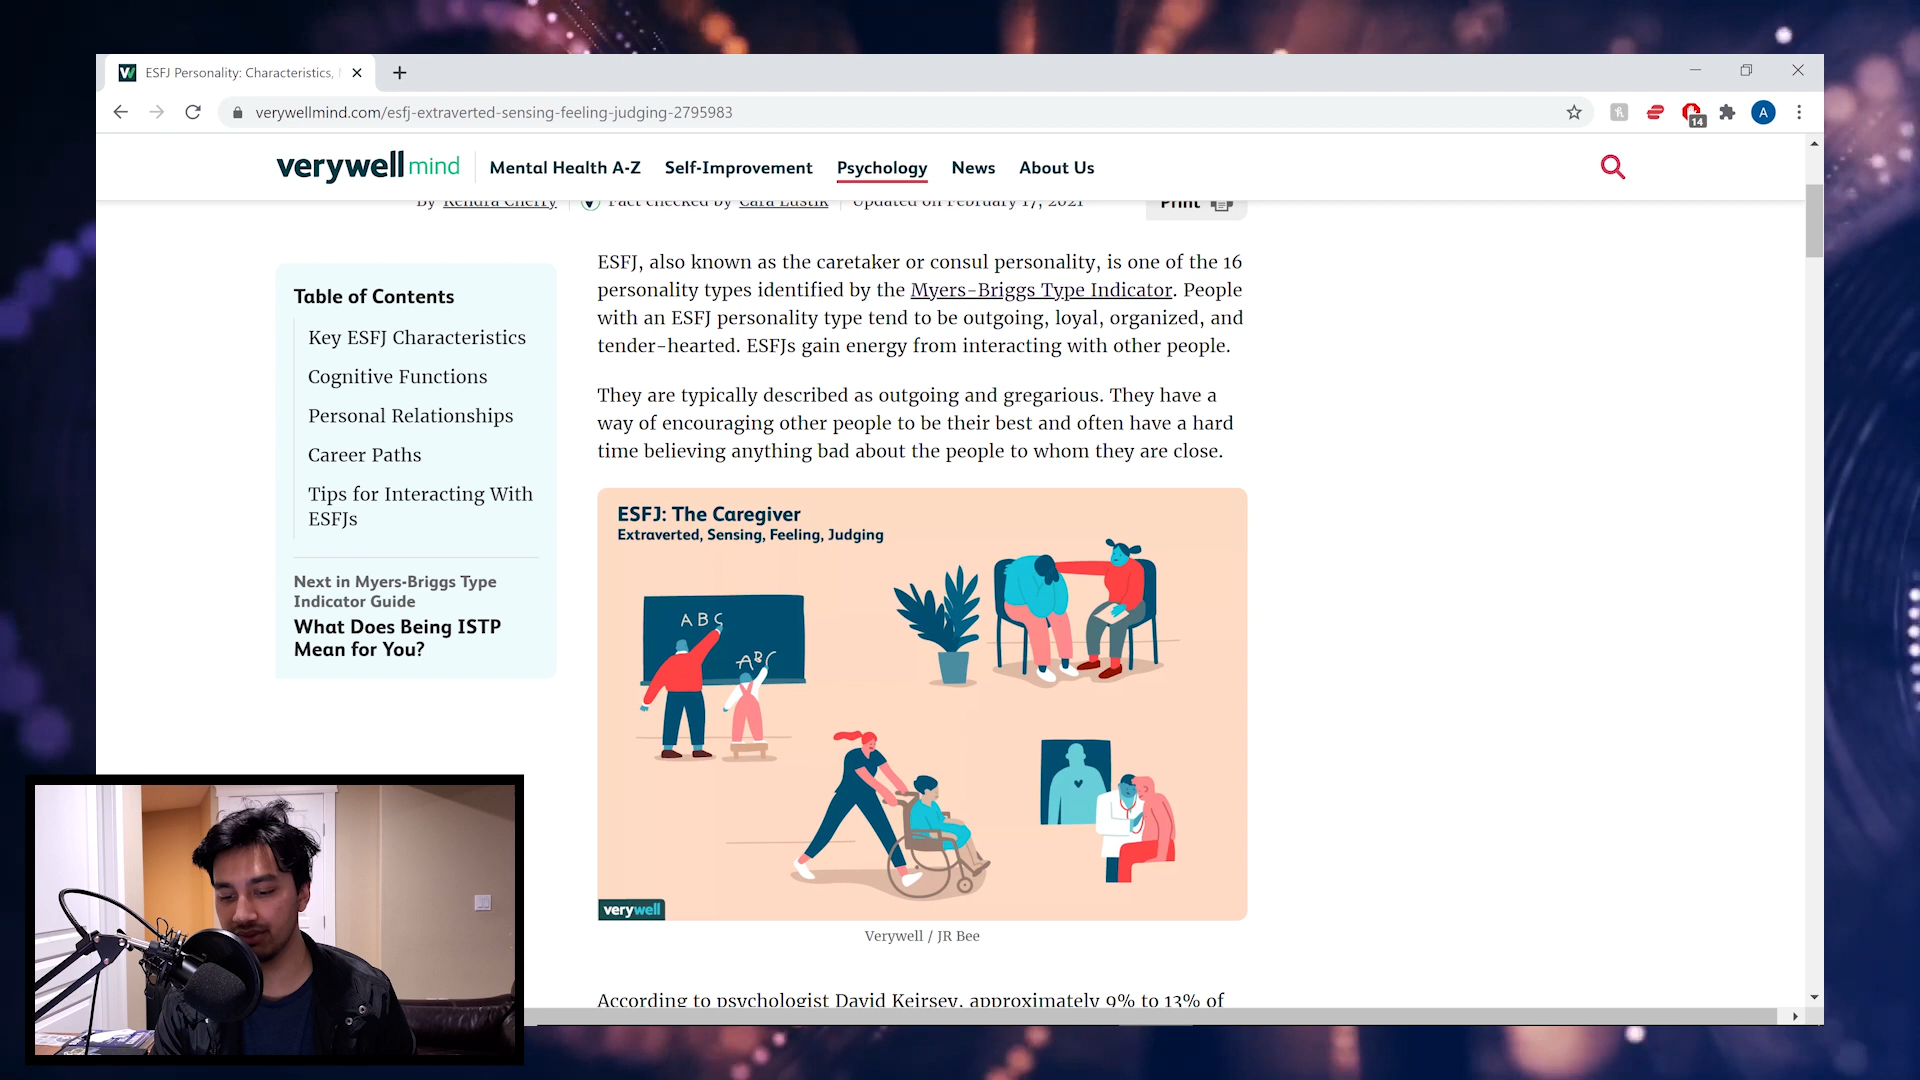 ESFJ Personality: Characteristics,
verywellmind.com/esfj-extraverted-sensing-feeling-judging-2795983
14
A
verywell mind
Mental Health A-Z
Self-Improvement
Psychology
News
About Us
By Kendra Cherry
Fact checked by Cara Lustik
Updated on February 17, 2021
Print
Table of Contents
Key ESFJ Characteristics
Cognitive Functions
Personal Relationships
Career Paths
Tips for Interacting With
ESFJs
Next in Myers-Briggs Type
Indicator Guide
What Does Being ISTP
Mean for You?
ESFJ, also known as the caretaker or consul personality, is one of the 16
personality types identified by the Myers-Briggs Type Indicator. People
with an ESFJ personality type tend to be outgoing, loyal, organized, and
tender-hearted. ESFJs gain energy from interacting with other people.
They are typically described as outgoing and gregarious. They have a
way of encouraging other people to be their best and often have a hard
time believing anything bad about the people to whom they are close.
ESFJ: The Caregiver
Extraverted, Sensing, Feeling, Judging
ABC
ABC
verywell
Verywell / JR Bee
According to psychologist David Keirsey, approximately 9% to 13% of